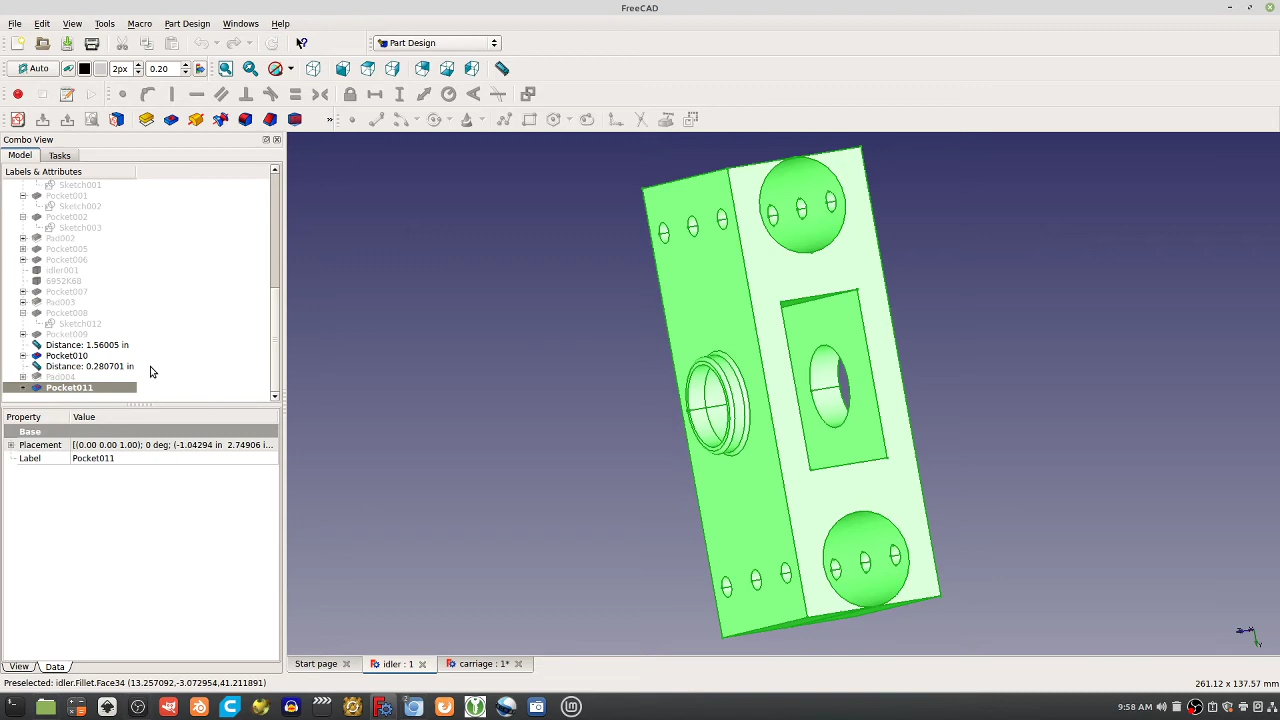 FreeCAD
File Edit View Tools Macro Part Design Windows Help
Part Design
Auto 2px 0.20
Combo View
Model Tasks
Labels & Attributes
Sketch001
Pocket001
Sketch002
Pocket002
Sketch003
Pad002
Pocket005
Pocket006
idler001
6952K68
Pocket007
Pad003
Pocket008
Sketch012
Pocket009
Distance: 1.56005 in
Pocket010
Distance: 0.280701 in
Pad004
Pocket011
Property Value
Base
Placement [(0.00 0.00 1.00); 0 deg; (-1.04294 in 2.74906 i...
Label Pocket011
View Data
Start page idler : 1 carriage : 1*
Preselected: idler.Fillet.Face34 (13.257092,-3.072954,41.211891)
261.12 x 137.57 mm
9:58 AM